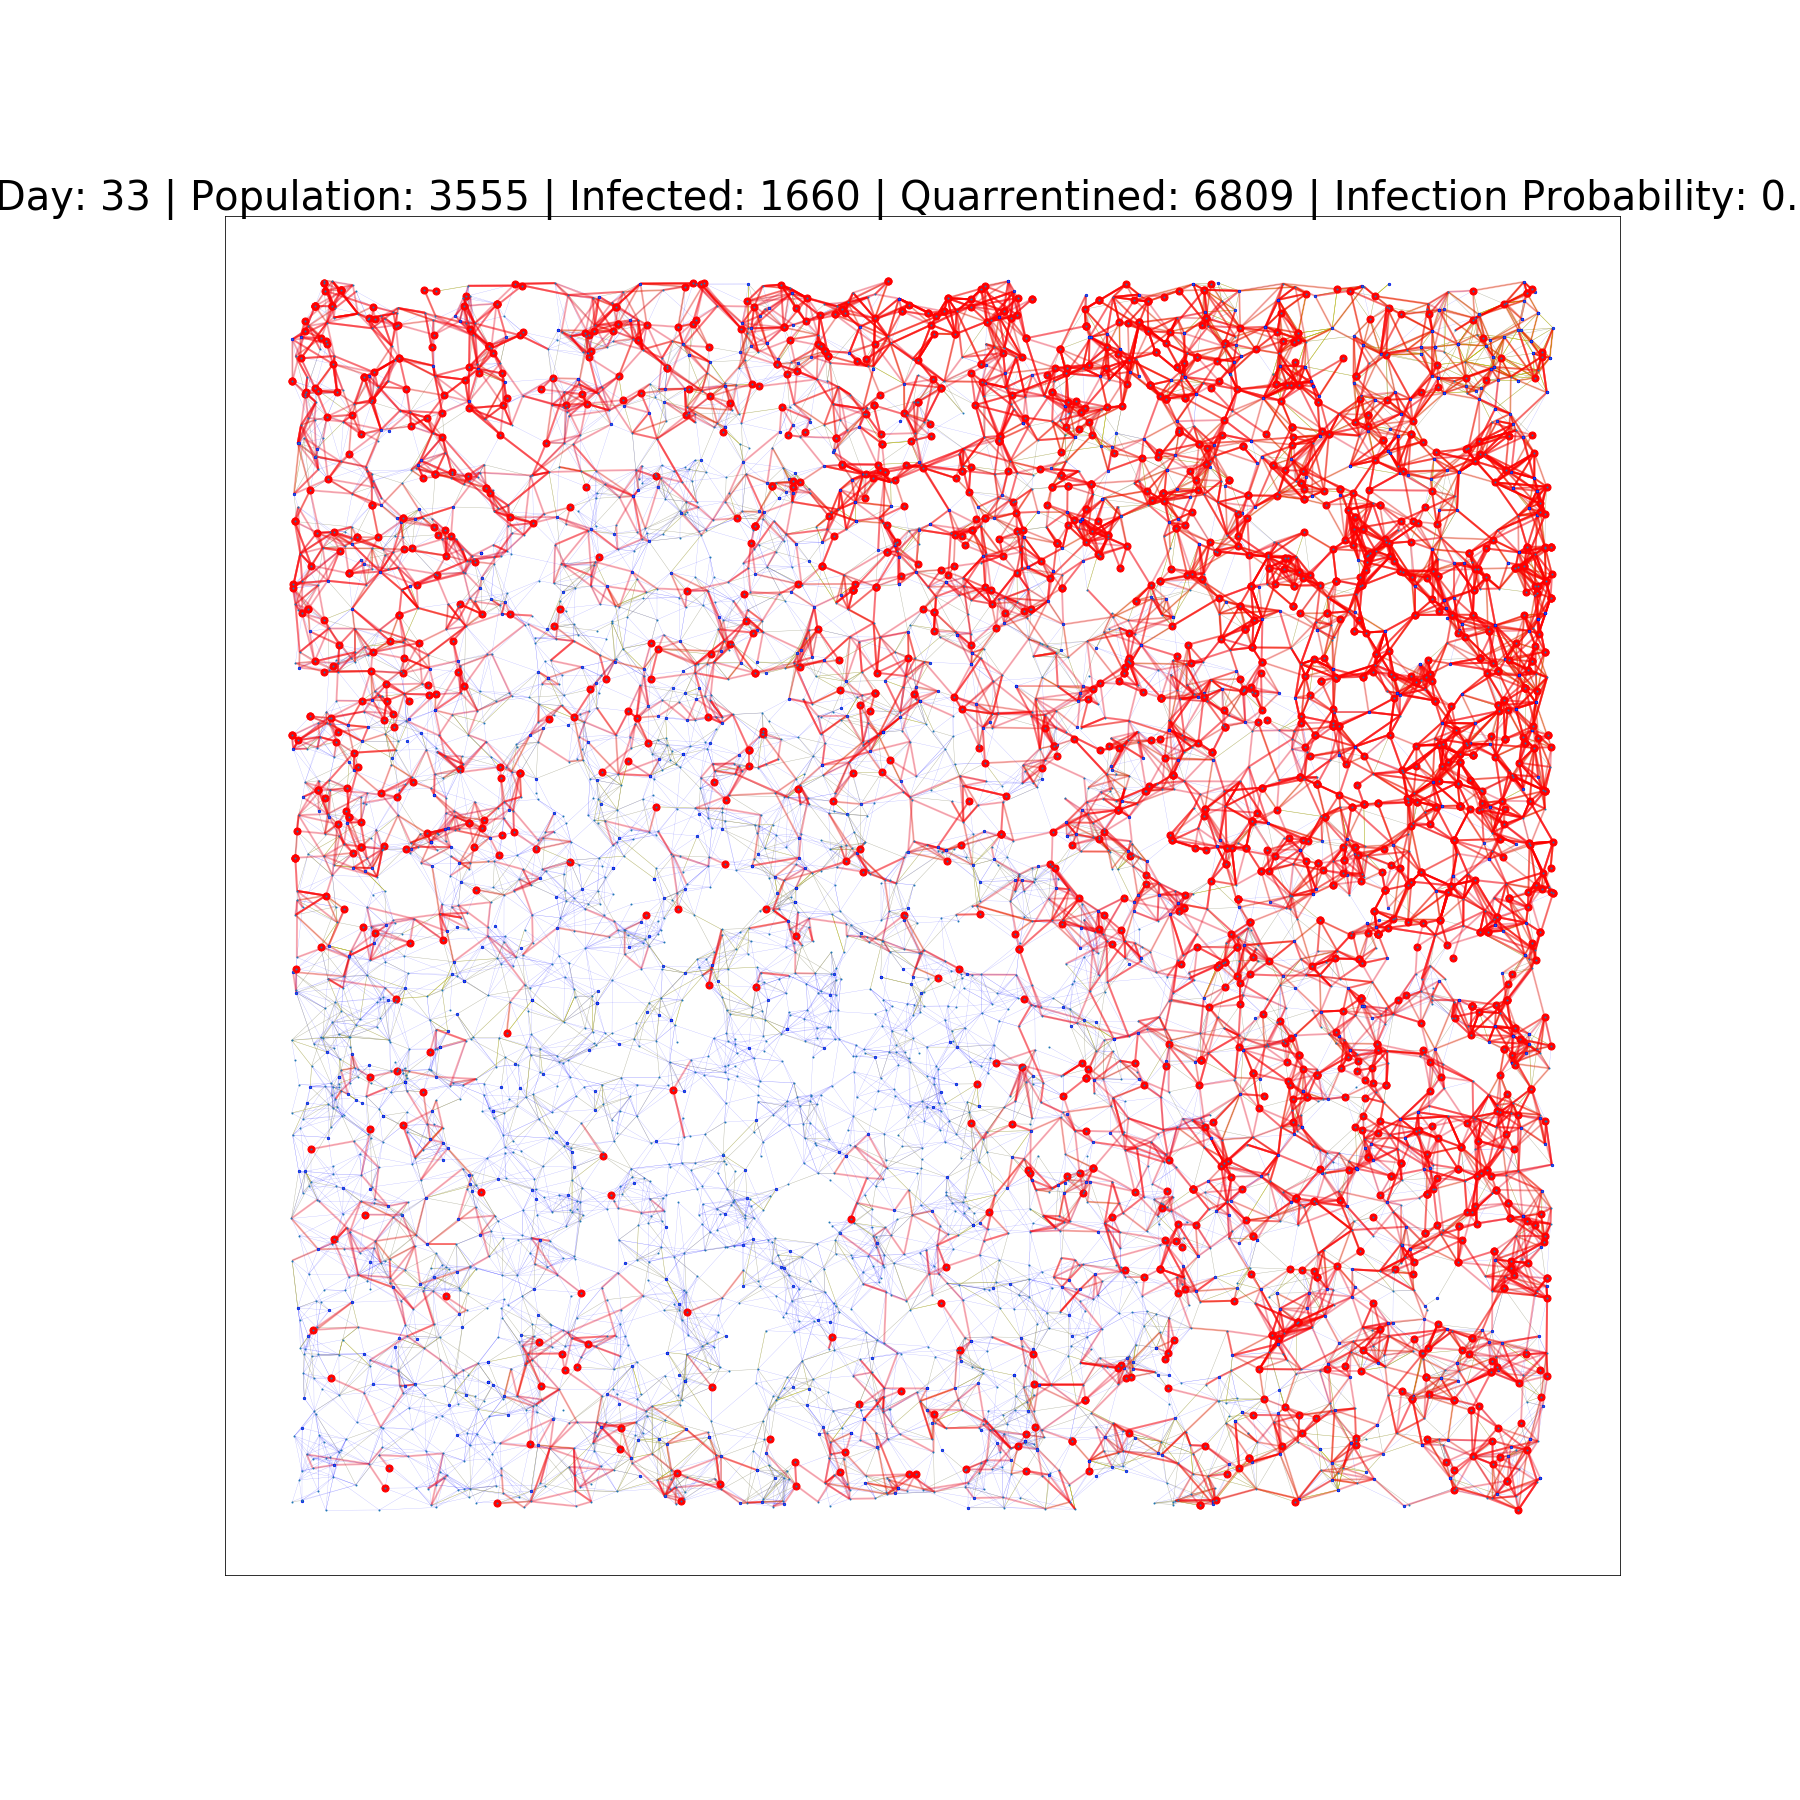 Day: 33 | Population: 3555 | Infected: 1660 | Quarrentined: 6809 | Infection Probability: 0.